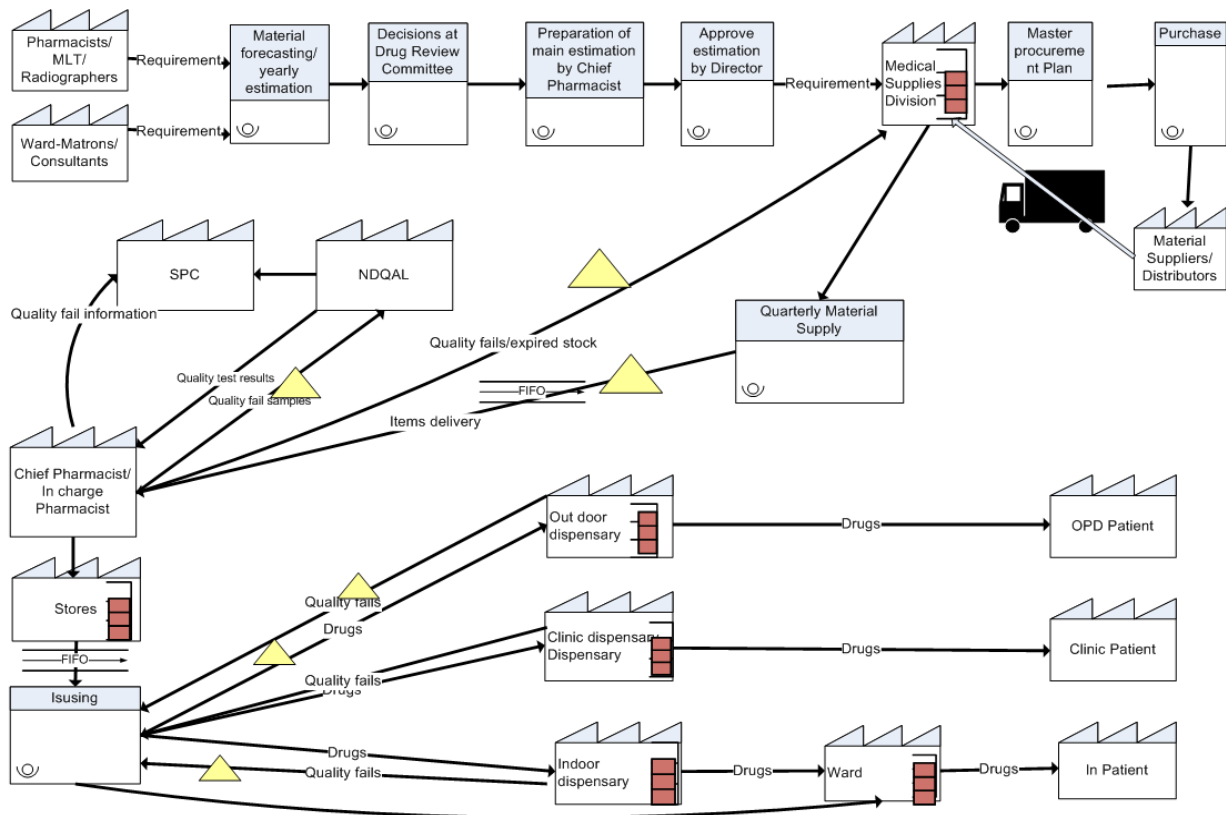 Pharmacists/
MLT/
Radiographers
Requirement
Ward-Matrons/
Consultants
Requirement
Material
forecasting/
yearly
estimation
Decisions at
Drug Review
Committee
Preparation of
main estimation
by Chief
Pharmacist
Approve
estimation
by Director
Requirement
Medical
Supplies
Division
Master
procureme
nt Plan
Purchase
Material
Suppliers/
Distributors
SPC
NDQAL
Quality fail information
Quality test results
Quality fail samples
Quality fails/expired stock
Quarterly Material
Supply
FIFO
Items delivery
Chief Pharmacist/
In charge
Pharmacist
Stores
FIFO
Isusing
Out door
dispensary
Drugs
OPD Patient
Quality fails
Drugs
Clinic dispensary
Dispensary
Drugs
Clinic Patient
Quality fails
Drugs
Drugs
Quality fails
Indoor
dispensary
Drugs
Ward
Drugs
In Patient